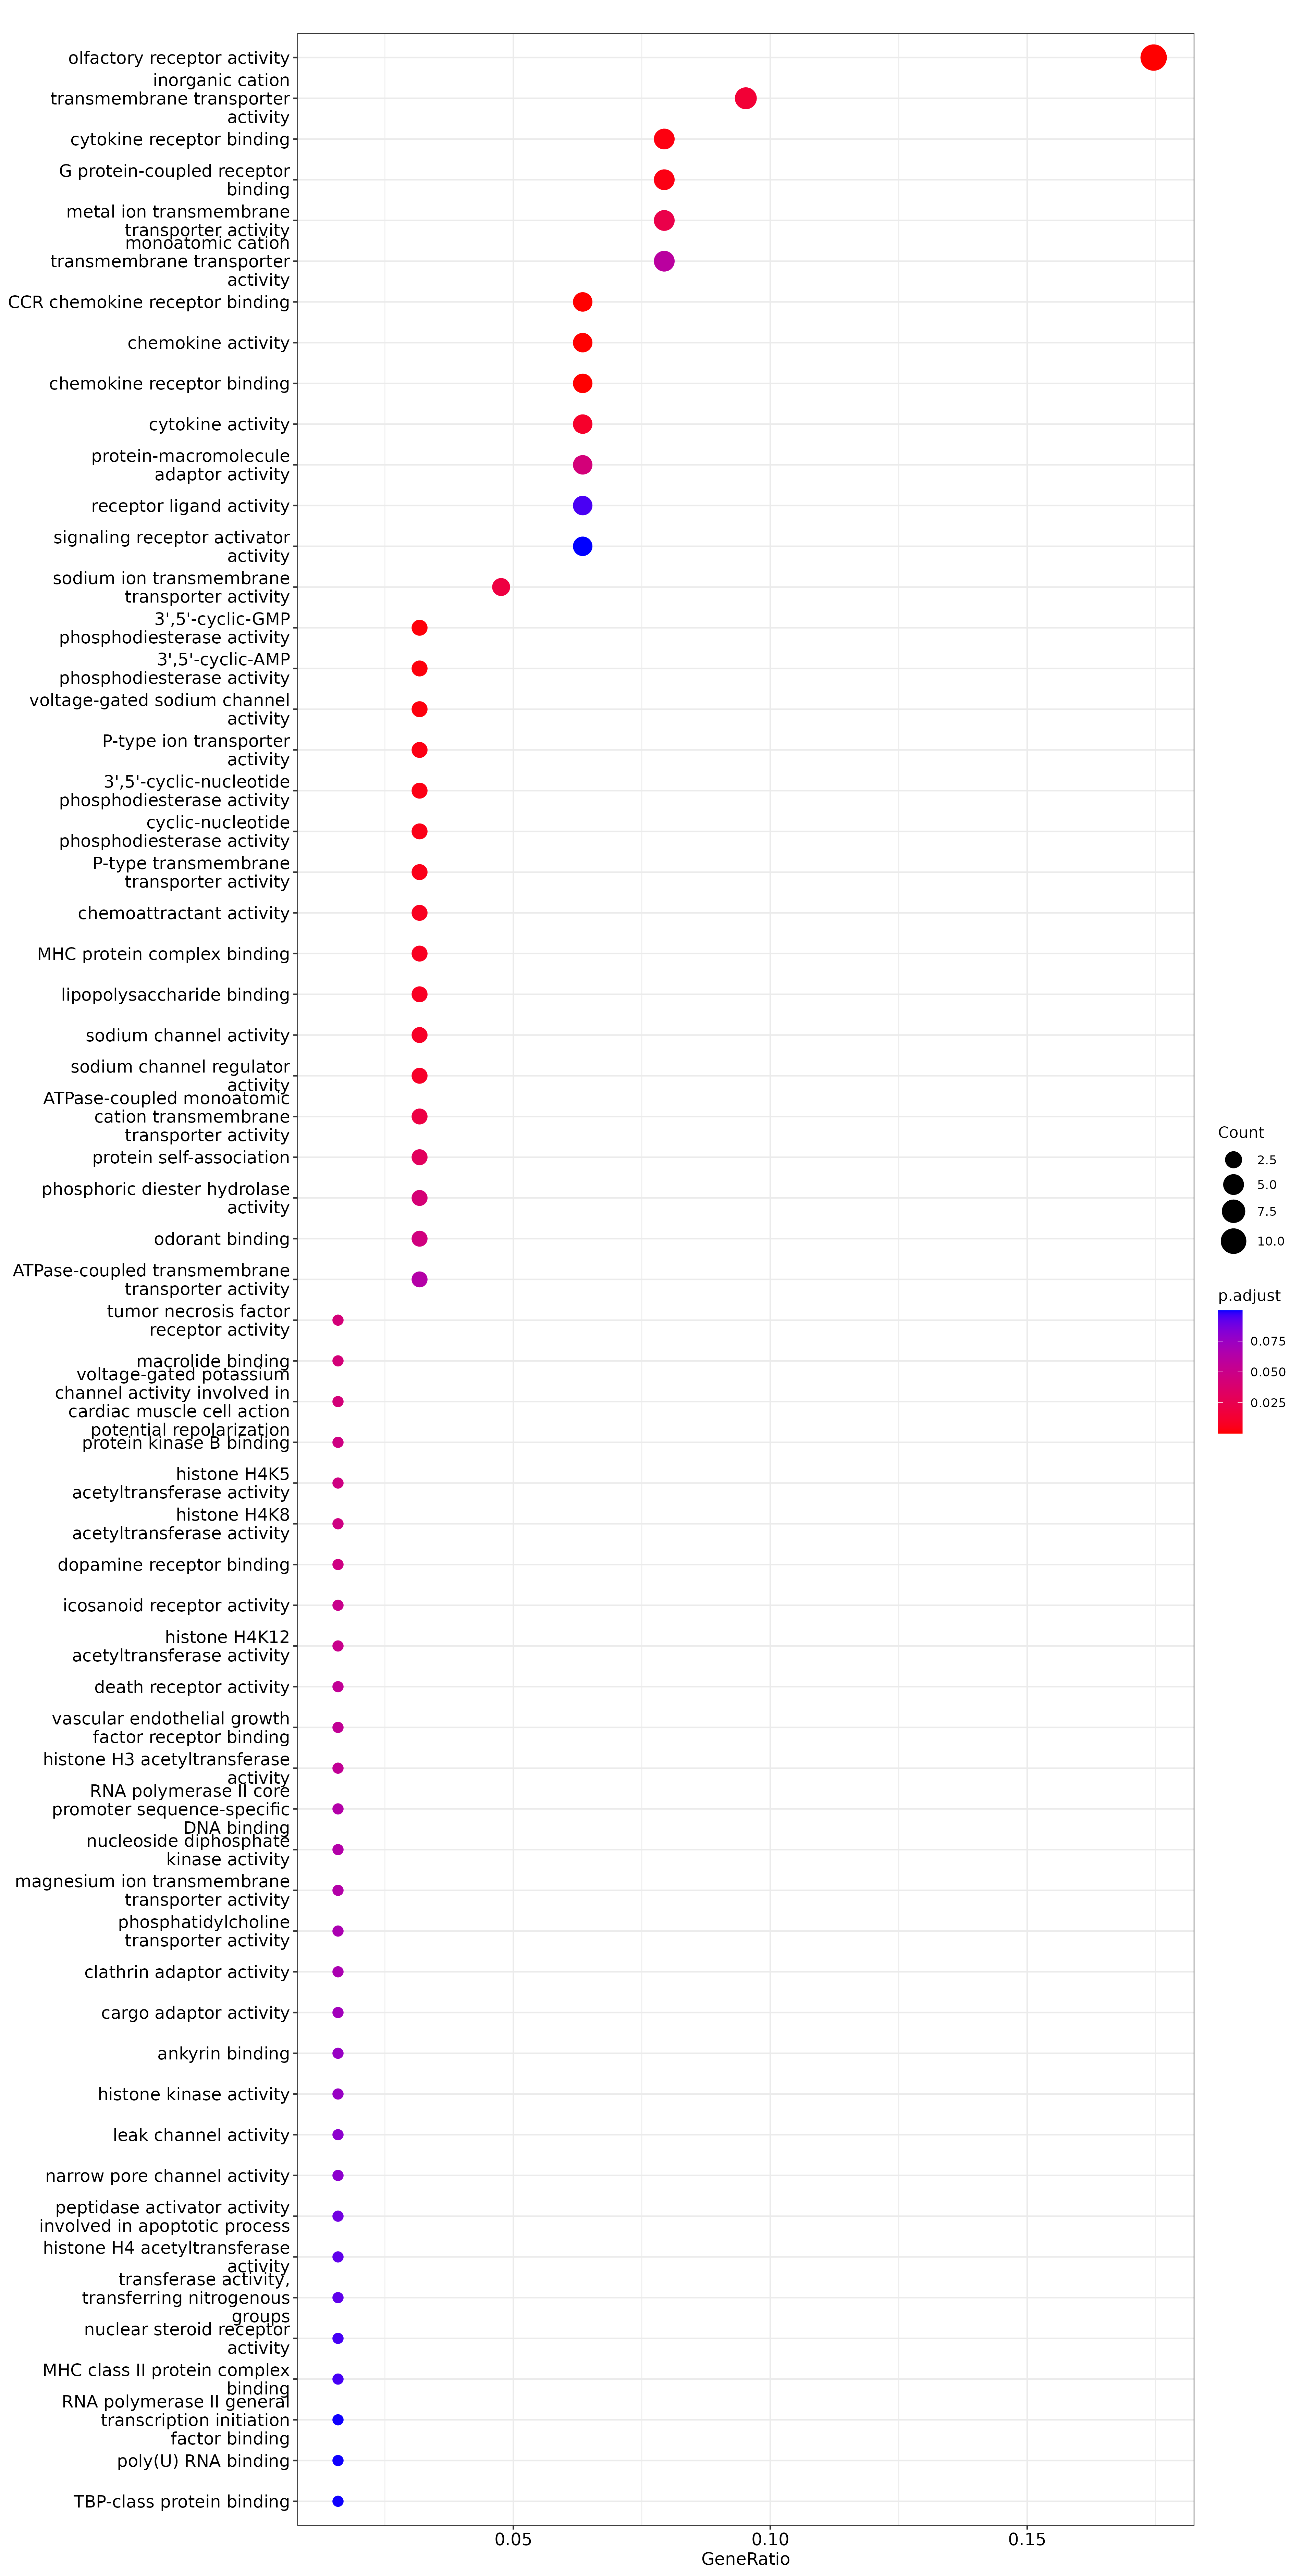 olfactory receptor activity
inorganic cation
transmembrane transporter
activity
cytokine receptor binding
G protein-coupled receptor
binding
metal ion transmembrane
transporter activity
monoatomic cation
transmembrane transporter
activity
CCR chemokine receptor binding
chemokine activity
chemokine receptor binding
cytokine activity
protein-macromolecule
adaptor activity
receptor ligand activity
signaling receptor activator
activity
sodium ion transmembrane
transporter activity
3',5'-cyclic-GMP
phosphodiesterase activity
3',5'-cyclic-AMP
phosphodiesterase activity
voltage-gated sodium channel
activity
P-type ion transporter
activity
3',5'-cyclic-nucleotide
phosphodiesterase activity
cyclic-nucleotide
phosphodiesterase activity
P-type transmembrane
transporter activity
chemoattractant activity
MHC protein complex binding
lipopolysaccharide binding
sodium channel activity
sodium channel regulator
activity
ATPase-coupled monoatomic
cation transmembrane
transporter activity
protein self-association
phosphoric diester hydrolase
activity
odorant binding
ATPase-coupled transmembrane
transporter activity
tumor necrosis factor
receptor activity
macrolide binding
voltage-gated potassium
channel activity involved in
cardiac muscle cell action
potential repolarization
protein kinase B binding
histone H4K5
acetyltransferase activity
histone H4K8
acetyltransferase activity
dopamine receptor binding
icosanoid receptor activity
histone H4K12
acetyltransferase activity
death receptor activity
vascular endothelial growth
factor receptor binding
histone H3 acetyltransferase
activity
RNA polymerase II core
promoter sequence-specific
DNA binding
nucleoside diphosphate
kinase activity
magnesium ion transmembrane
transporter activity
phosphatidylcholine
transporter activity
clathrin adaptor activity
cargo adaptor activity
ankyrin binding
histone kinase activity
leak channel activity
narrow pore channel activity
peptidase activator activity
involved in apoptotic process
histone H4 acetyltransferase
activity
transferase activity,
transferring nitrogenous
groups
nuclear steroid receptor
activity
MHC class II protein complex
binding
RNA polymerase II general
transcription initiation
factor binding
poly(U) RNA binding
TBP-class protein binding
0.05 0.10 0.15
GeneRatio
Count
2.5
5.0
7.5
10.0
p.adjust
0.075
0.050
0.025